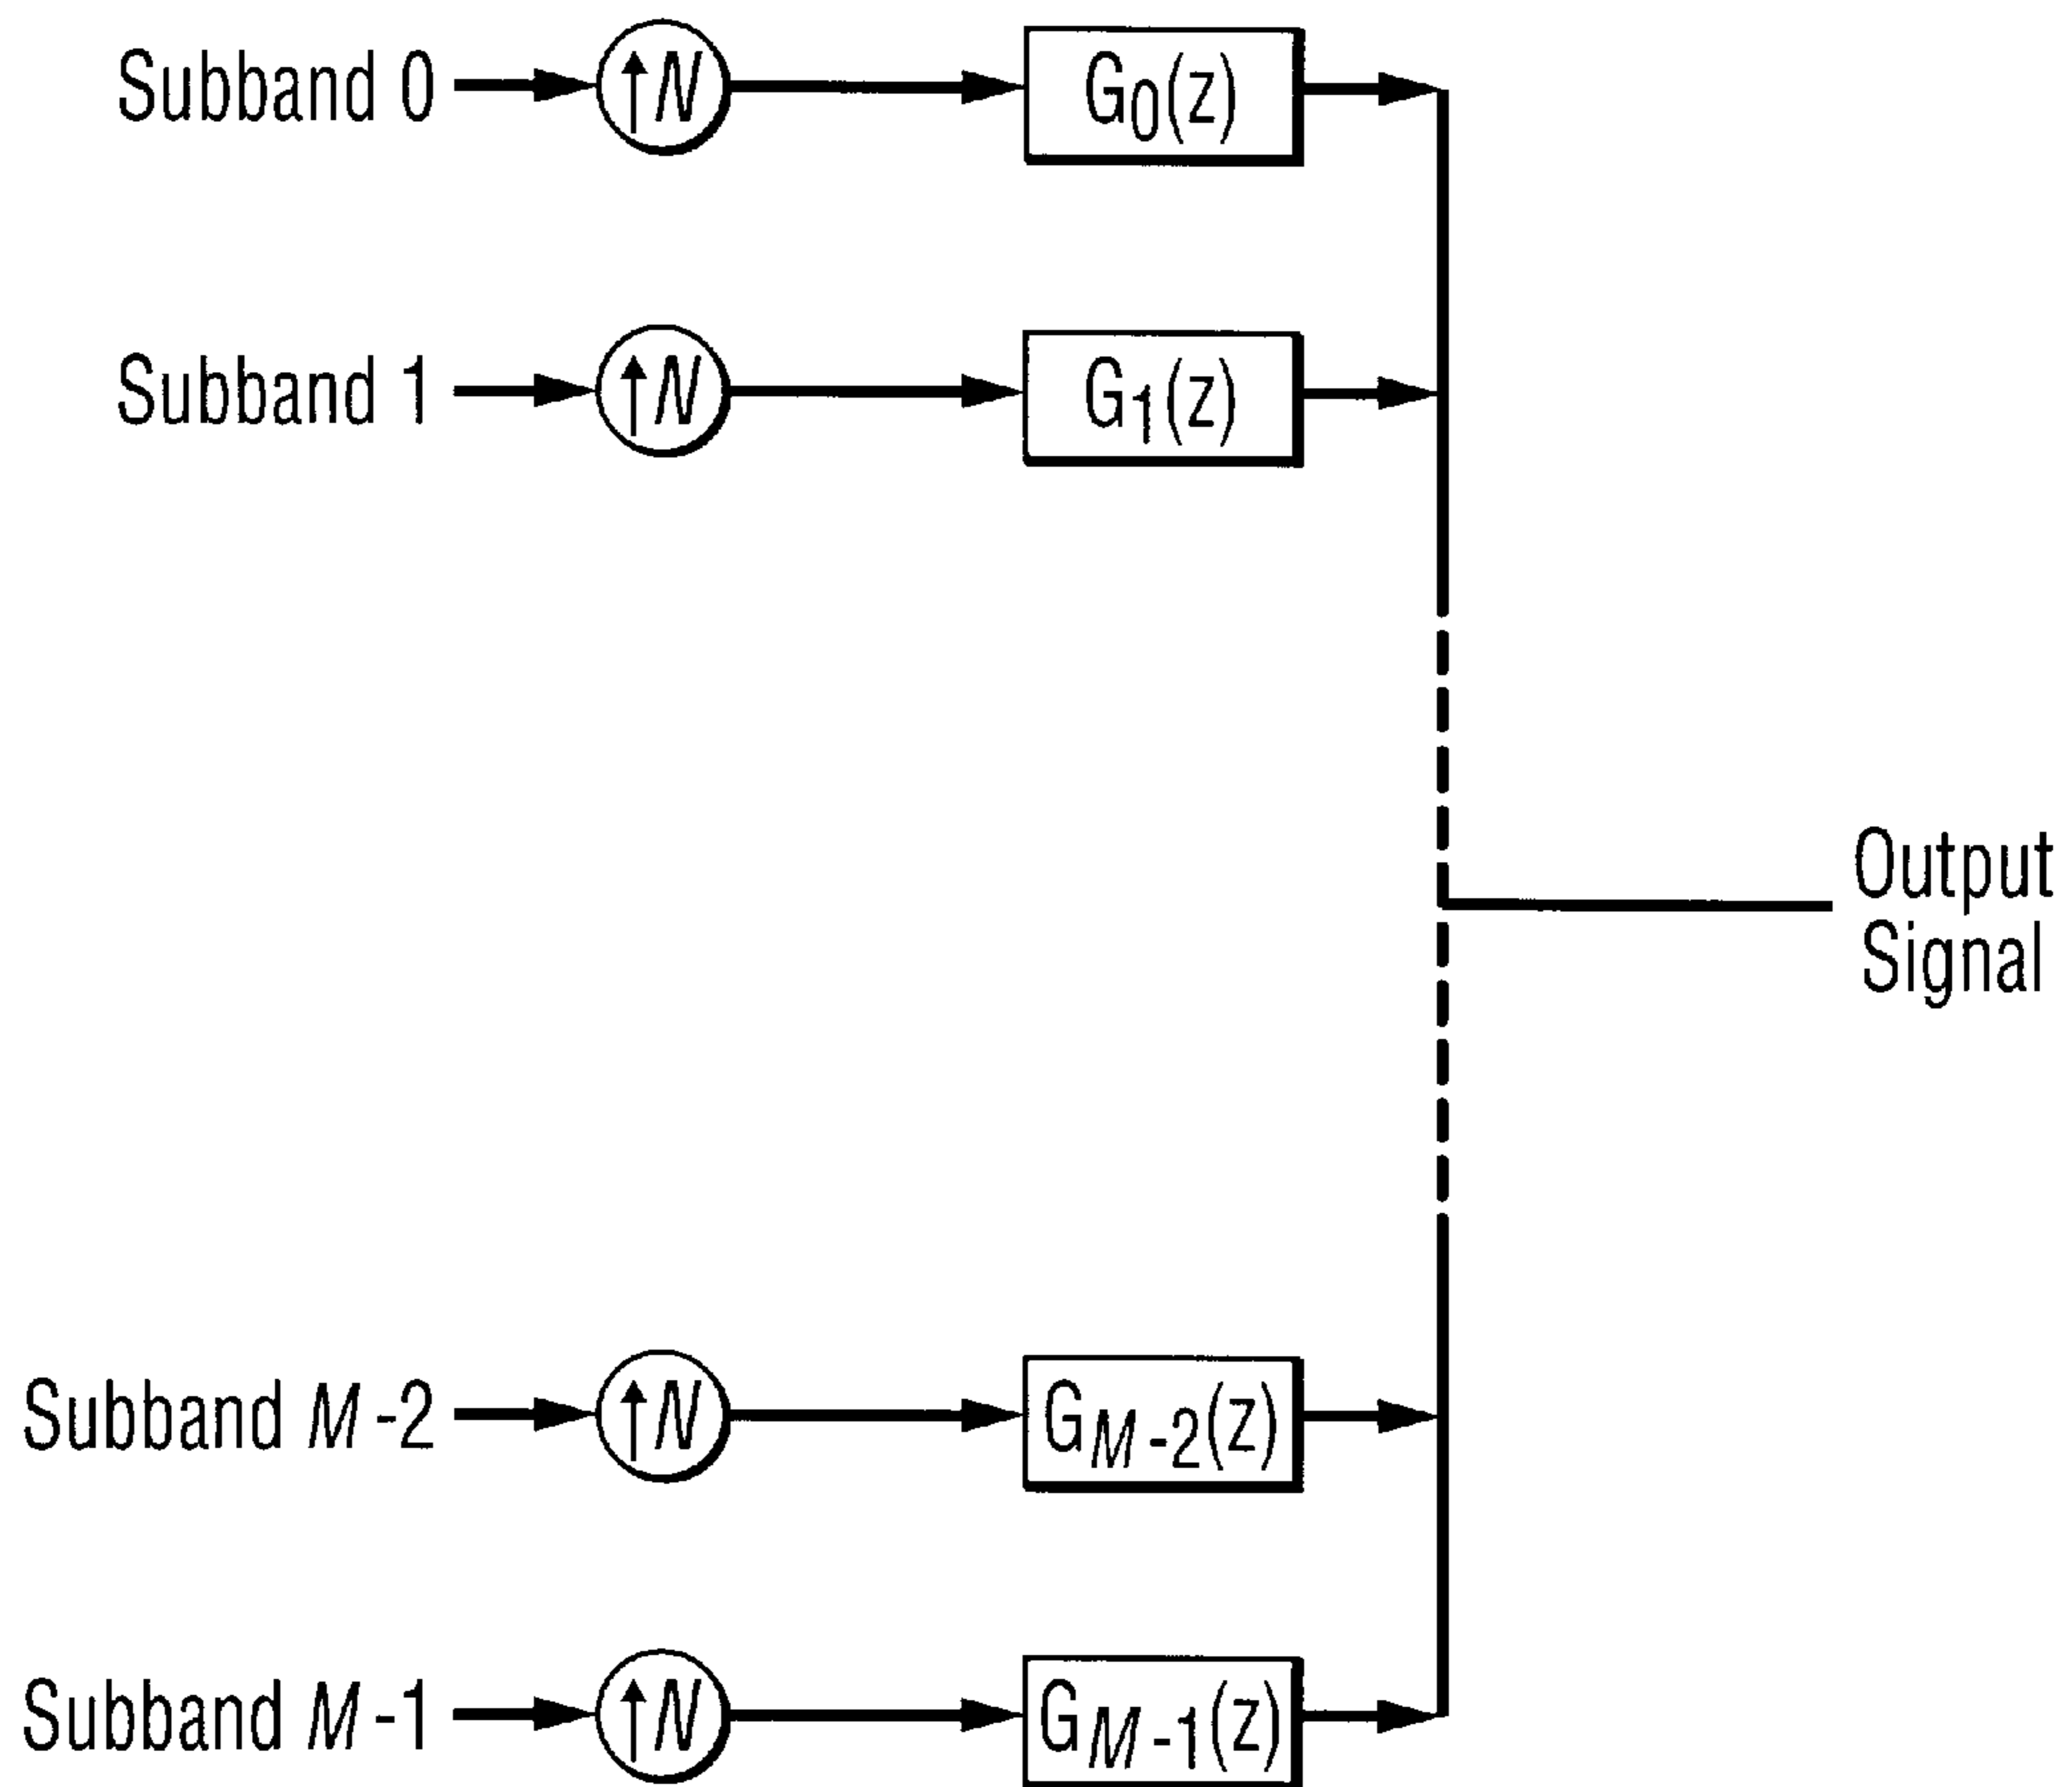 Subband 0 ↑N G0(z)
Subband 1 ↑N G1(z)
Output
Signal
Subband M-2 ↑N GM-2(z)
Subband M-1 ↑N GM-1(z)